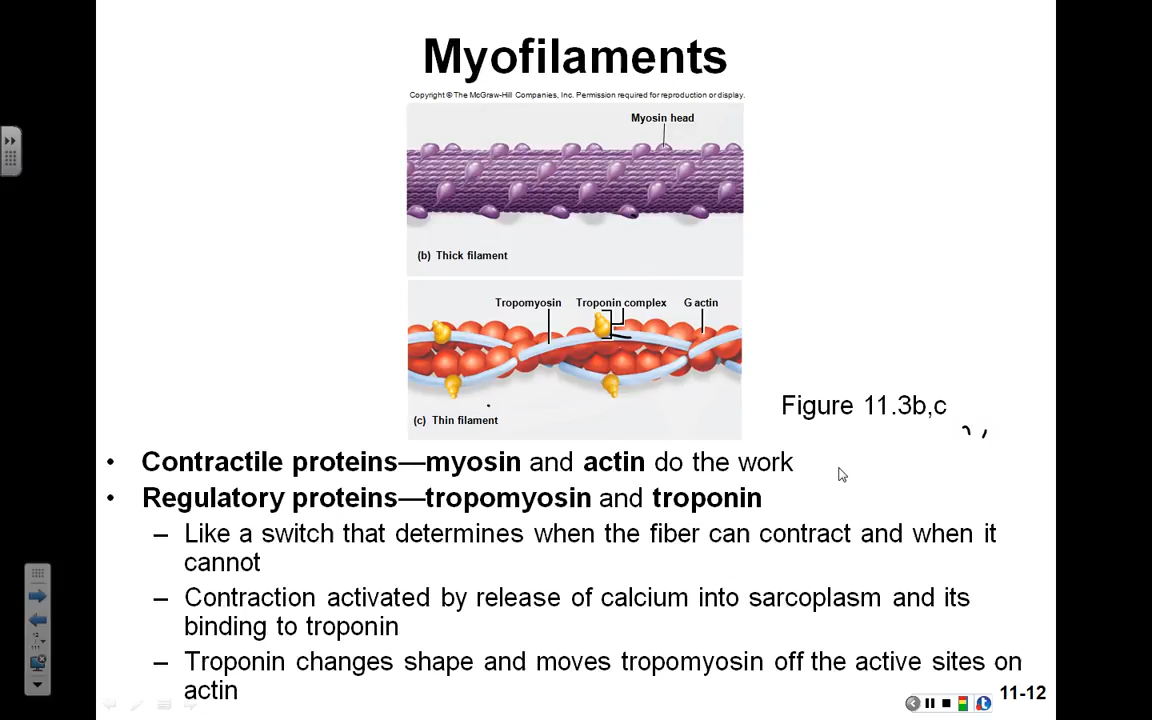 Myofilaments
Copyright © The McGraw-Hill Companies, Inc. Permission required for reproduction or display.
Myosin head
(b) Thick filament
Tropomyosin Troponin complex G actin
(c) Thin filament
Figure 11.3b,c
• Contractile proteins—myosin and actin do the work
• Regulatory proteins—tropomyosin and troponin
– Like a switch that determines when the fiber can contract and when it
cannot
– Contraction activated by release of calcium into sarcoplasm and its
binding to troponin
– Troponin changes shape and moves tropomyosin off the active sites on
actin
11-12